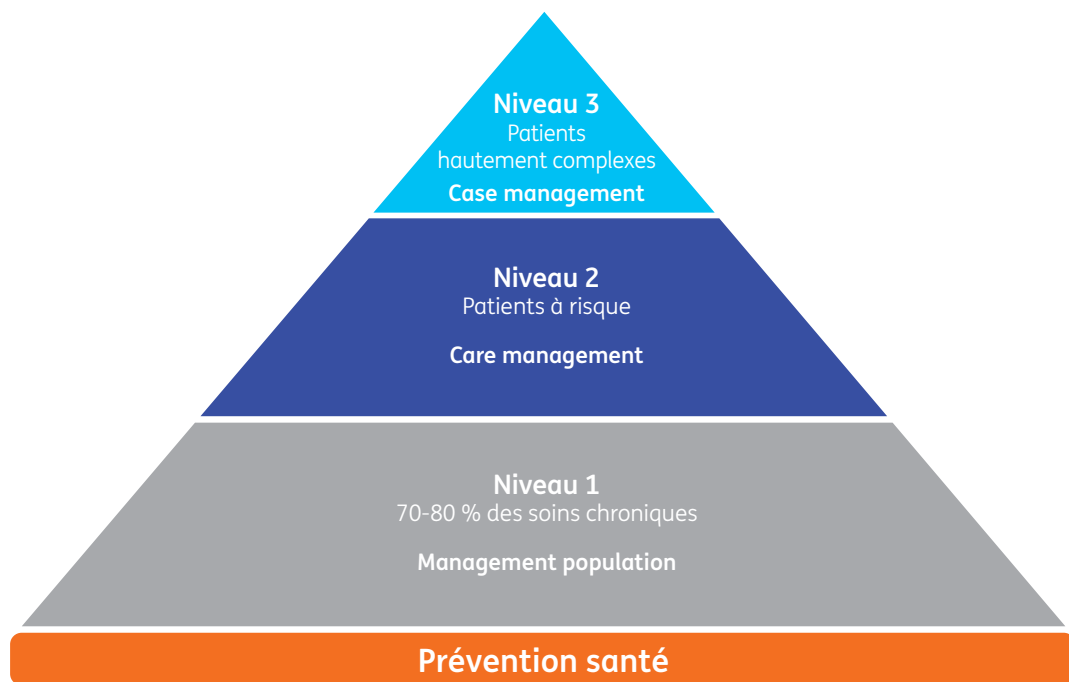 Niveau 3
Patients
hautement complexes
Case management
Niveau 2
Patients à risque
Care management
Niveau 1
70-80 % des soins chroniques
Management population
Prévention santé